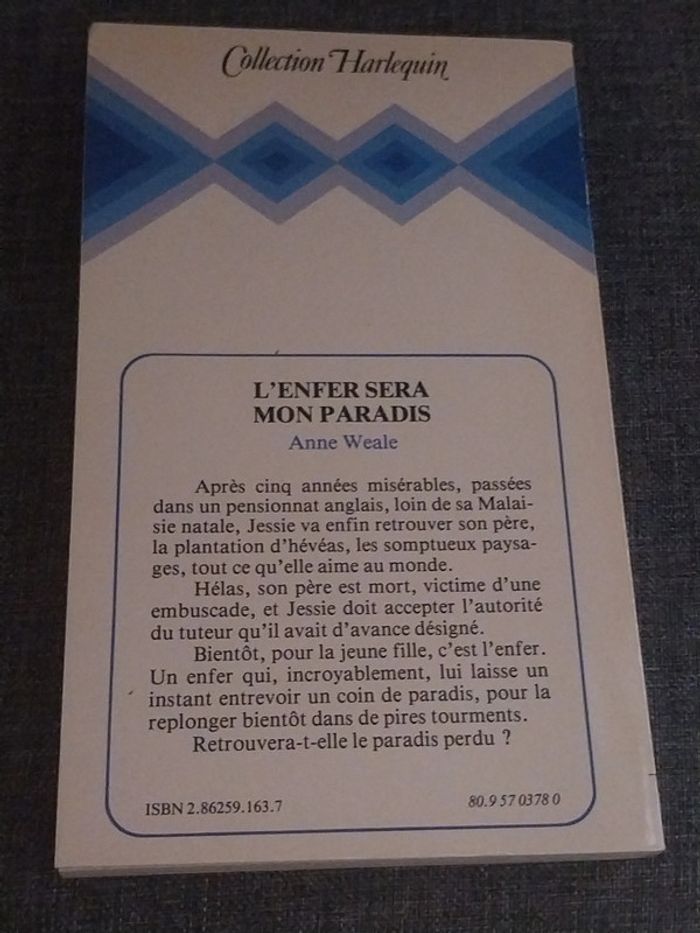 Collection Harlequin
L'ENFER SERA
MON PARADIS
Anne Weale
Après cinq années misérables, passées
dans un pensionnat anglais, loin de sa Malai-
sie natale, Jessie va enfin retrouver son père,
la plantation d'hévéas, les somptueux paysa-
ges, tout ce qu'elle aime au monde.
Hélas, son père est mort, victime d'une
embuscade, et Jessie doit accepter l'autorité
du tuteur qu'il avait d'avance désigné.
Bientôt, pour la jeune fille, c'est l'enfer.
Un enfer qui, incroyablement, lui laisse un
instant entrevoir un coin de paradis, pour la
replonger bientôt dans de pires tourments.
Retrouvera-t-elle le paradis perdu ?
ISBN 2.86259.163.7
80.9 57 0378 0